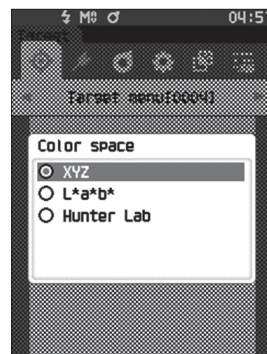 M 04:5
Target
Target menu[0004]
Color space
XYZ
L*a*b*
Hunter Lab